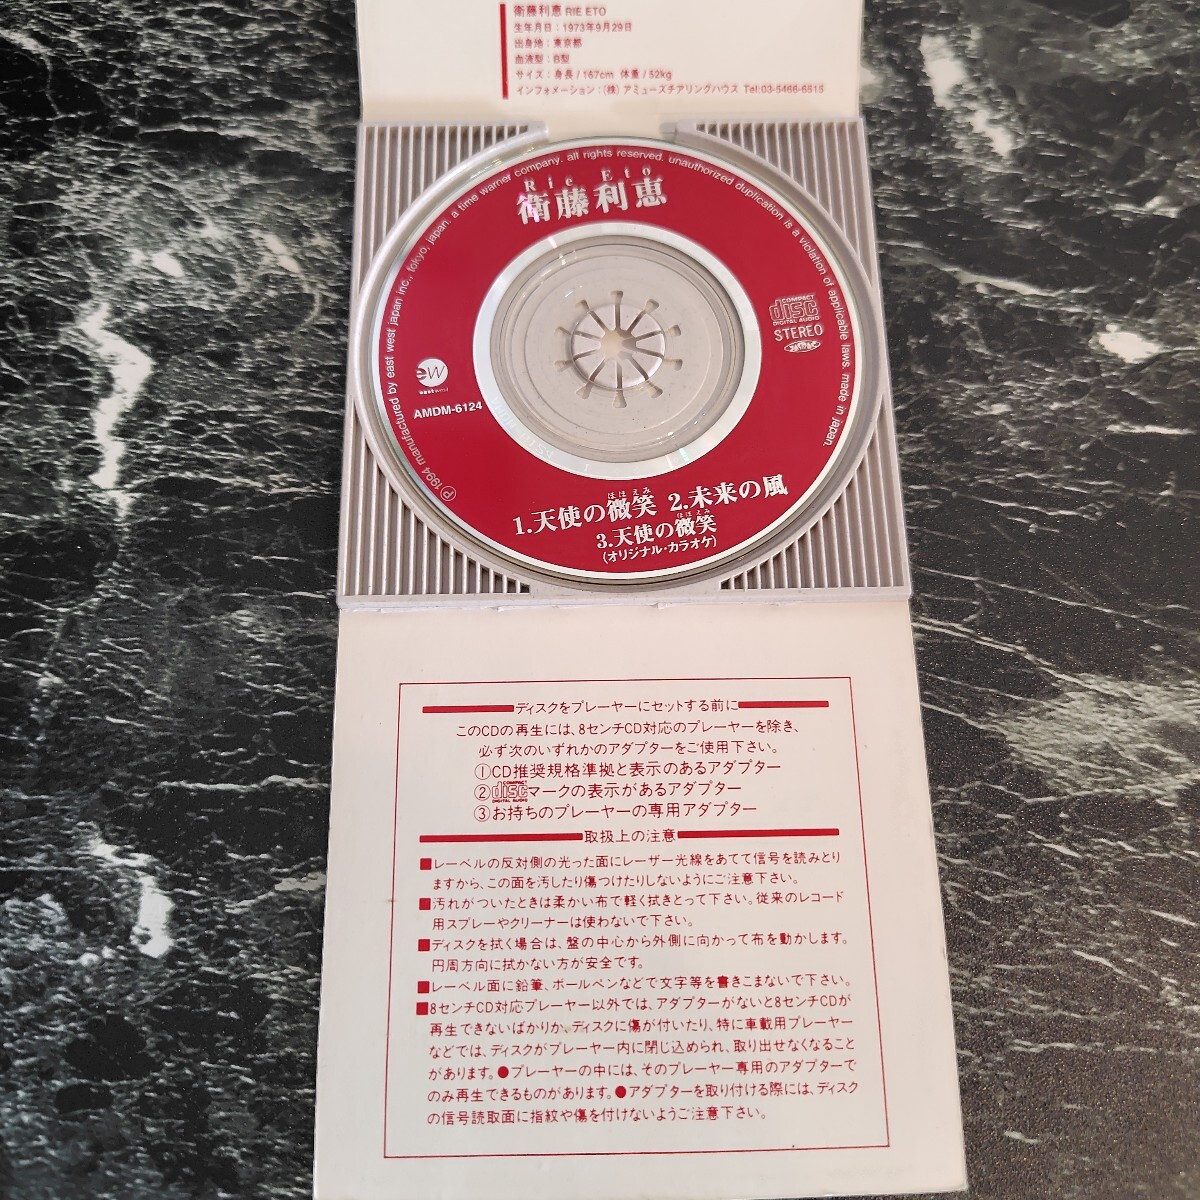 衛藤利恵 RIE ETO
生年月日：1973年9月29日
出身地：東京都
血液型：B型
サイズ：身長/167cm 体重/52kg
インフォメーション：(株)アミューズチアリングハウス Tel:03-5466-6515
Ⓟ1994 manufactured by east west japan inc., tokyo, japan. a time warner company. all rights reserved. unauthorized duplication is a violation of applicable laws. made in japan.
Rie Eto
衛藤利恵
COMPACT
disc
DIGITAL AUDIO
STEREO
ew
east west
AMDM-6124
ほほえみ
1.天使の微笑 2.未来の風
ほほえみ
3.天使の微笑
(オリジナル・カラオケ)
ディスクをプレーヤーにセットする前に
このCDの再生には、8センチCD対応のプレーヤーを除き、
必ず次のいずれかのアダプターをご使用下さい。
①CD推奨規格準拠と表示のあるアダプター
②COMPACT disc DIGITAL AUDIOマークの表示があるアダプター
③お持ちのプレーヤーの専用アダプター
取扱上の注意
■レーベルの反対側の光った面にレーザー光線をあてて信号を読みとり
ますから、この面を汚したり傷つけたりしないようにご注意下さい。
■汚れがついたときは柔かい布で軽く拭きとって下さい。従来のレコード
用スプレーやクリーナーは使わないで下さい。
■ディスクを拭く場合は、盤の中心から外側に向かって布を動かします。
円周方向に拭かない方が安全です。
■レーベル面に鉛筆、ボールペンなどで文字等を書きこまないで下さい。
■8センチCD対応プレーヤー以外では、アダプターがないと8センチCDが
再生できないばかりか、ディスクに傷が付いたり、特に車載用プレーヤー
などでは、ディスクがプレーヤー内に閉じ込められ、取り出せなくなること
があります。●プレーヤーの中には、そのプレーヤー専用のアダプターで
のみ再生できるものがあります。●アダプターを取り付ける際には、ディスク
の信号読取面に指紋や傷を付けないようご注意下さい。